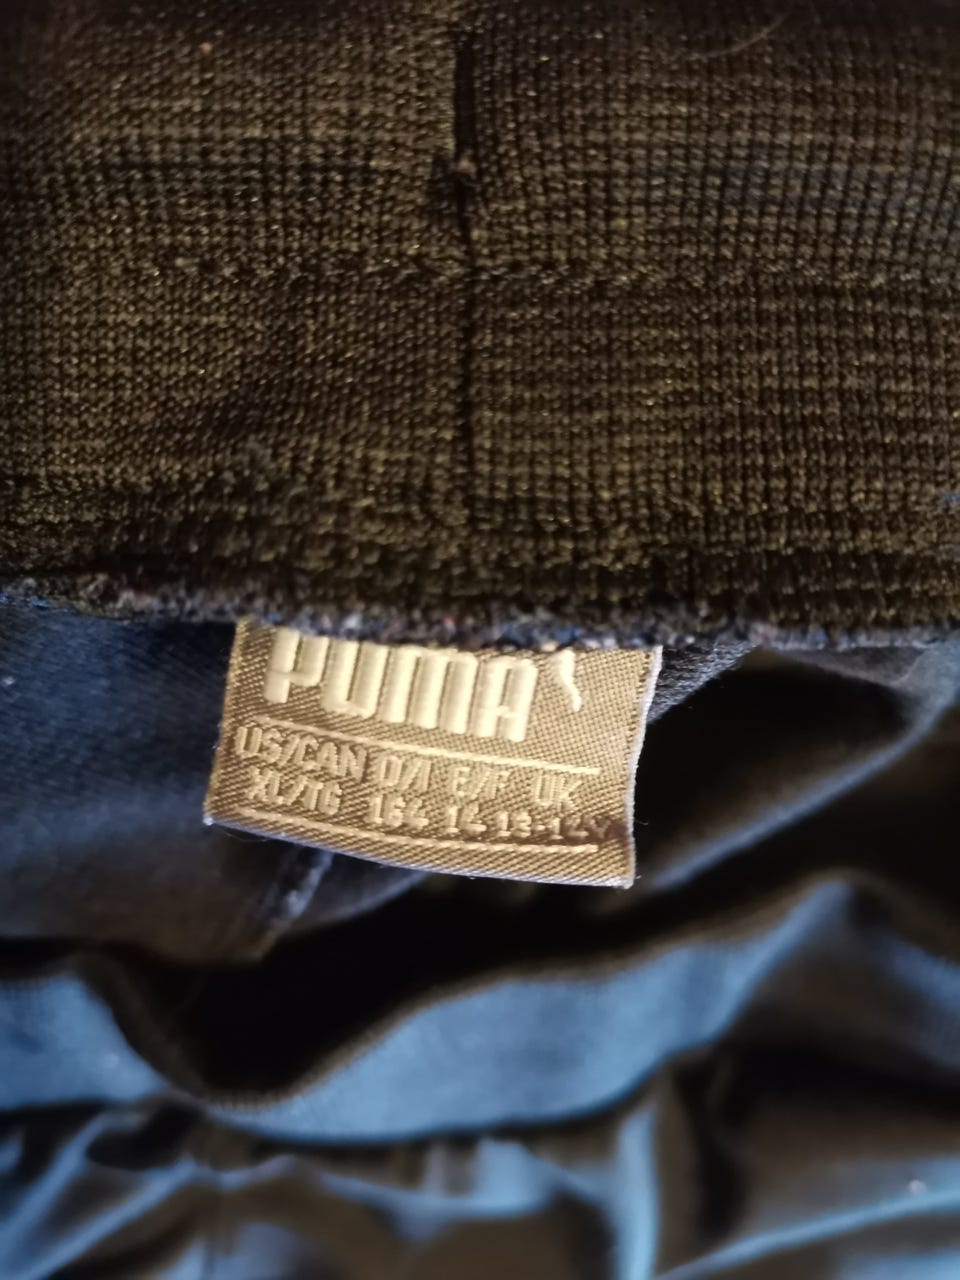 PUMA
US/CAN D/I E/F UK
XL/TG 164 14 13-14Y